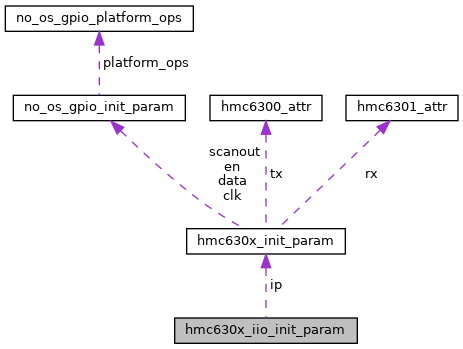 no_os_gpio_platform_ops
platform_ops
no_os_gpio_init_param
hmc6300_attr
hmc6301_attr
scanout
en
data
clk
tx
rx
hmc630x_init_param
ip
hmc630x_iio_init_param